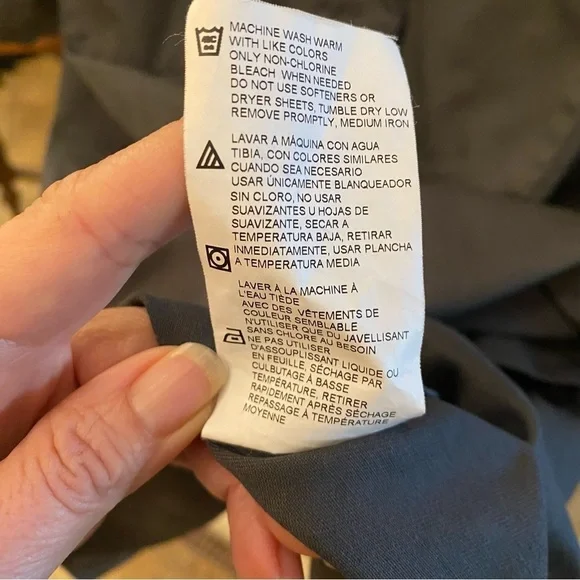 MACHINE WASH WARM
WITH LIKE COLORS
ONLY NON-CHLORINE
BLEACH WHEN NEEDED
DO NOT USE SOFTENERS OR
DRYER SHEETS, TUMBLE DRY LOW
REMOVE PROMPTLY, MEDIUM IRON
LAVAR A MÁQUINA CON AGUA
TIBIA, CON COLORES SIMILARES
CUANDO SEA NECESARIO
USAR ÚNICAMENTE BLANQUEADOR
SIN CLORO, NO USAR
SUAVIZANTES U HOJAS DE
SUAVIZANTE, SECAR A
TEMPERATURA BAJA, RETIRAR
INMEDIATAMENTE, USAR PLANCHA
A TEMPERATURA MEDIA
LAVER À LA MACHINE À
L'EAU TIÈDE
AVEC DES VÊTEMENTS DE
COULEUR SEMBLABLE
N'UTILISER QUE DU JAVELLISANT
SANS CHLORE AU BESOIN
NE PAS UTILISER
D'ASSOUPLISSANT LIQUIDE OU
EN FEUILLE, SÉCHAGE PAR
CULBUTAGE À BASSE
TEMPÉRATURE, RETIRER
RAPIDEMENT APRÈS SÉCHAGE
REPASSAGE À TEMPÉRATURE
MOYENNE